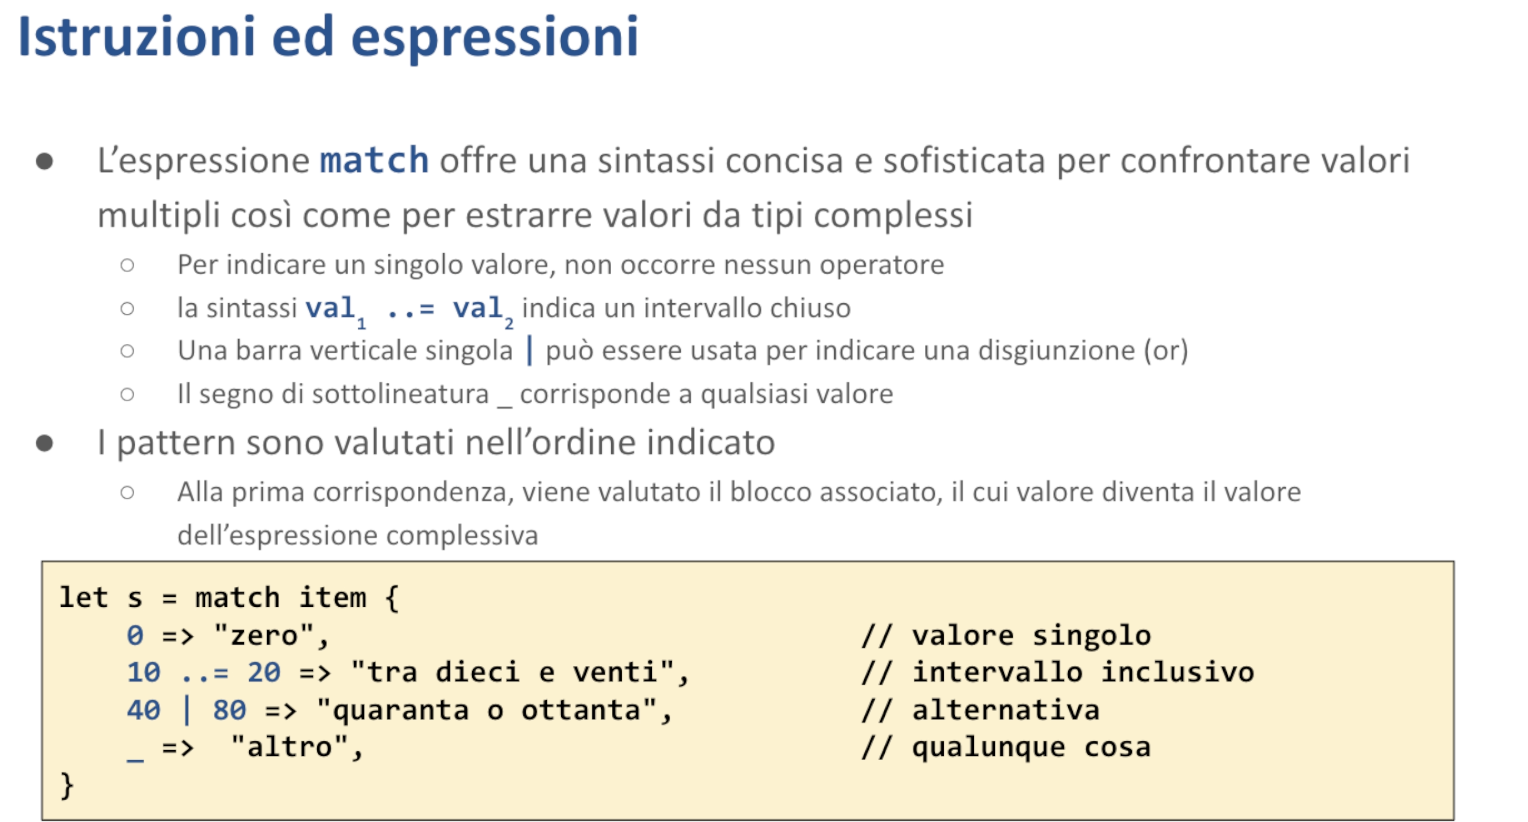 Istruzioni ed espressioni
● L’espressione match offre una sintassi concisa e sofisticata per confrontare valori
multipli così come per estrarre valori da tipi complessi
○ Per indicare un singolo valore, non occorre nessun operatore
○ la sintassi val₁ ..= val₂ indica un intervallo chiuso
○ Una barra verticale singola | può essere usata per indicare una disgiunzione (or)
○ Il segno di sottolineatura _ corrisponde a qualsiasi valore
● I pattern sono valutati nell’ordine indicato
○ Alla prima corrispondenza, viene valutato il blocco associato, il cui valore diventa il valore
dell’espressione complessiva
let s = match item {
    0 => "zero", // valore singolo
    10 ..= 20 => "tra dieci e venti", // intervallo inclusivo
    40 | 80 => "quaranta o ottanta", // alternativa
    _ =>  "altro", // qualunque cosa
}